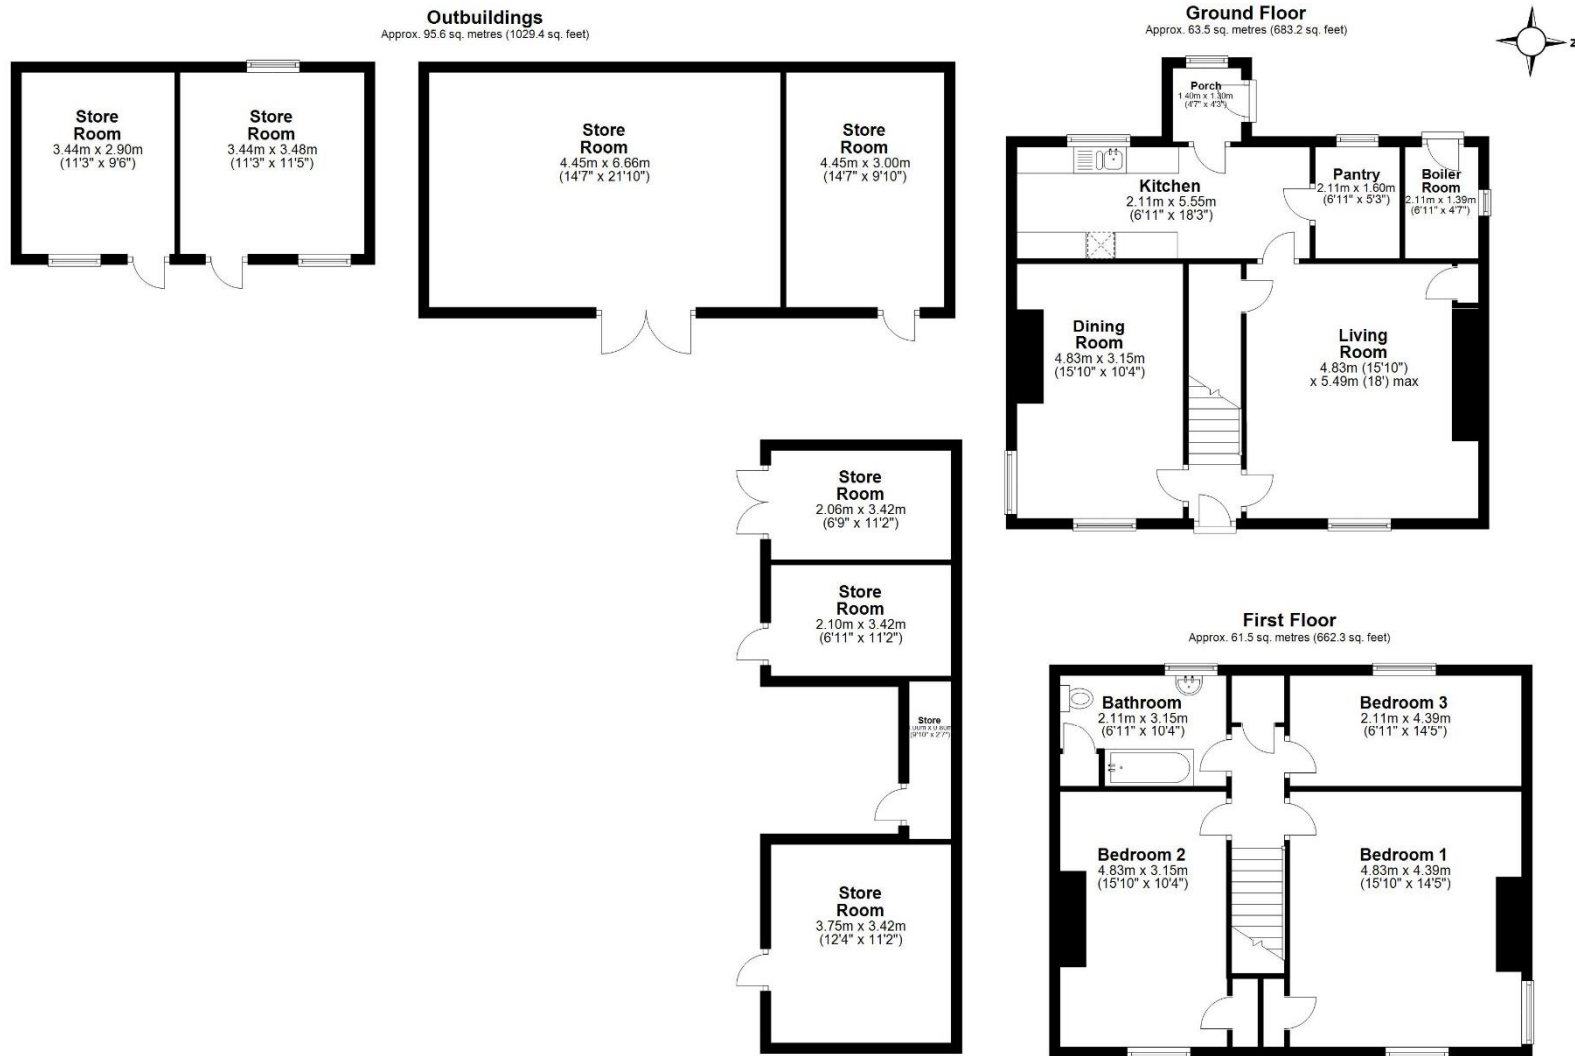 Outbuildings
Approx. 95.6 sq. metres (1029.4 sq. feet)
Store
Room
3.44m x 2.90m
(11'3" x 9'6")
Store
Room
3.44m x 3.48m
(11'3" x 11'5")
Store
Room
4.45m x 6.66m
(14'7" x 21'10")
Store
Room
4.45m x 3.00m
(14'7" x 9'10")
Store
Room
2.06m x 3.42m
(6'9" x 11'2")
Store
Room
2.10m x 3.42m
(6'11" x 11'2")
Store
(9'10" x 2'7")
Store
Room
3.75m x 3.42m
(12'4" x 11'2")
Ground Floor
Approx. 63.5 sq. metres (683.2 sq. feet)
Porch
1.40m x 1.30m
(4'7" x 4'3")
Kitchen
2.11m x 5.55m
(6'11" x 18'3")
Pantry
2.11m x 1.60m
(6'11" x 5'3")
Boiler
Room
2.11m x 1.39m
(6'11" x 4'7")
Dining
Room
4.83m x 3.15m
(15'10" x 10'4")
Living
Room
4.83m (15'10")
x 5.49m (18') max
First Floor
Approx. 61.5 sq. metres (662.3 sq. feet)
Bathroom
2.11m x 3.15m
(6'11" x 10'4")
Bedroom 3
2.11m x 4.39m
(6'11" x 14'5")
Bedroom 2
4.83m x 3.15m
(15'10" x 10'4")
Bedroom 1
4.83m x 4.39m
(15'10" x 14'5")